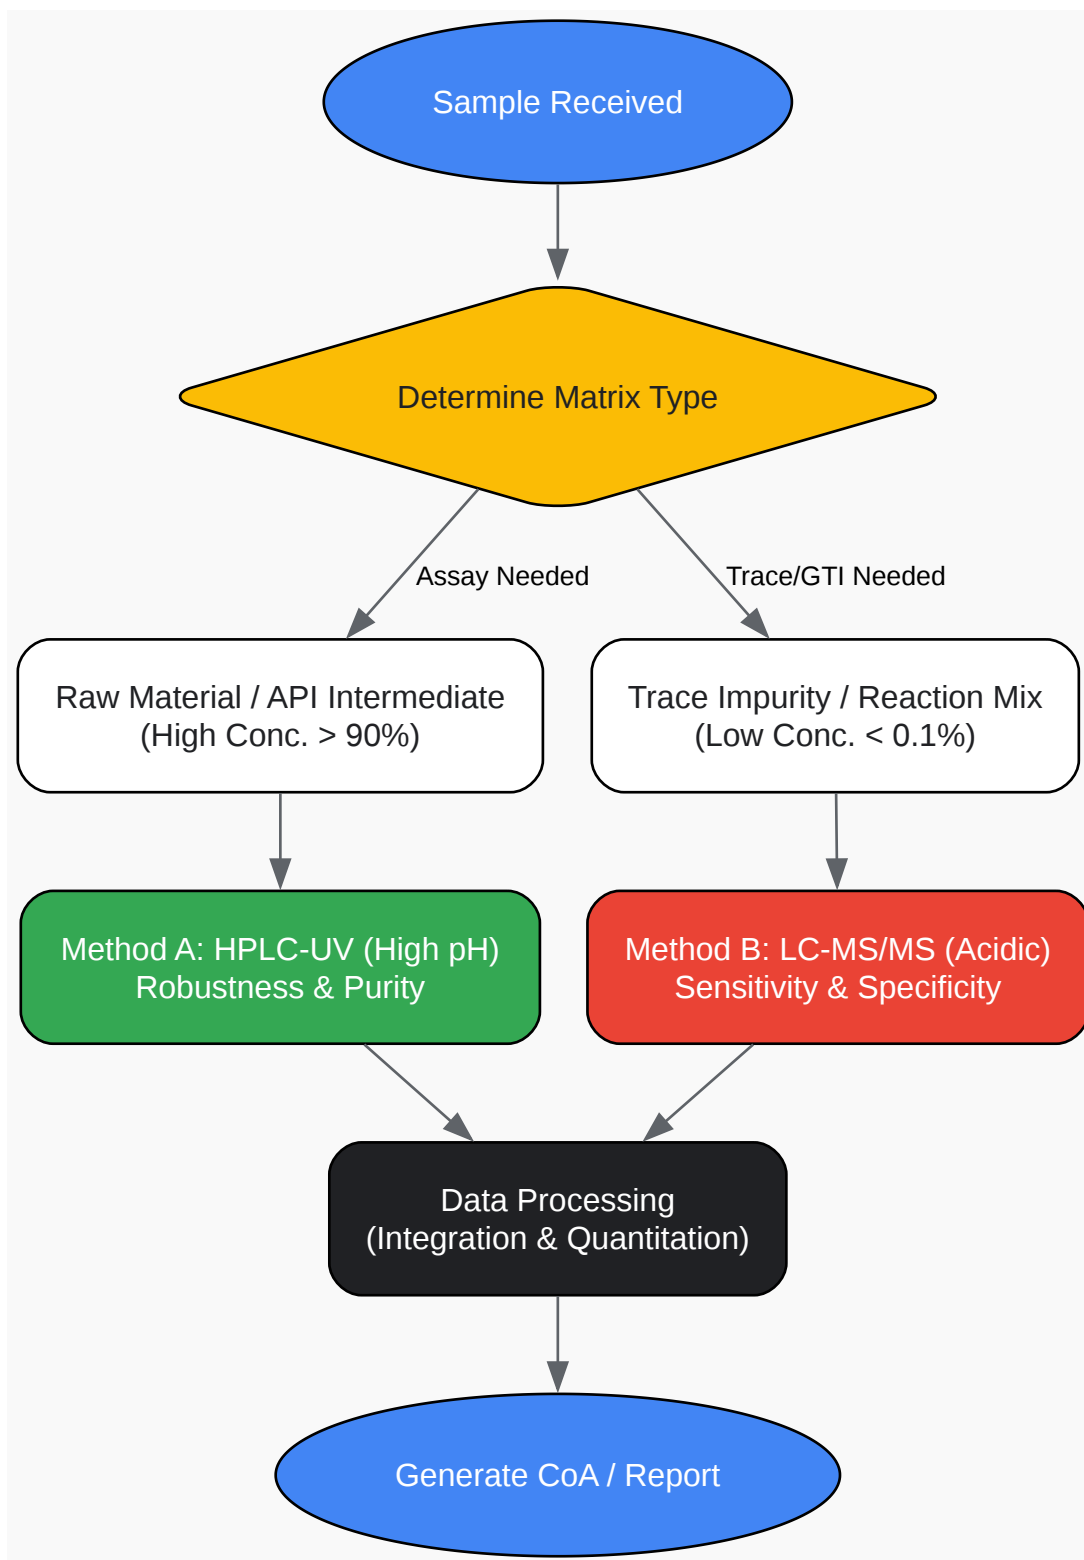 Sample Received
Determine Matrix Type
Assay Needed
Trace/GTI Needed
Raw Material / API Intermediate
(High Conc. > 90%)
Trace Impurity / Reaction Mix
(Low Conc. < 0.1%)
Method A: HPLC-UV (High pH)
Robustness & Purity
Method B: LC-MS/MS (Acidic)
Sensitivity & Specificity
Data Processing
(Integration & Quantitation)
Generate CoA / Report